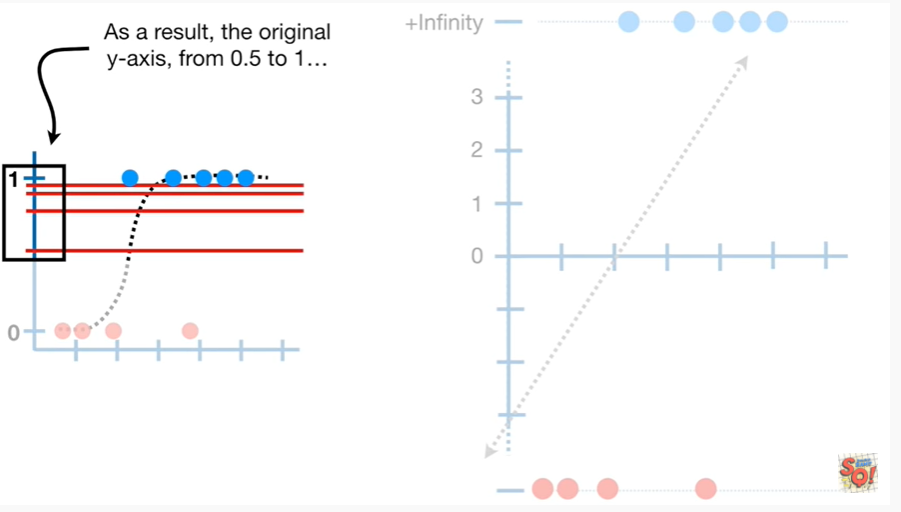 As a result, the original
y-axis, from 0.5 to 1…
+Infinity
3
2
1
0
1
0